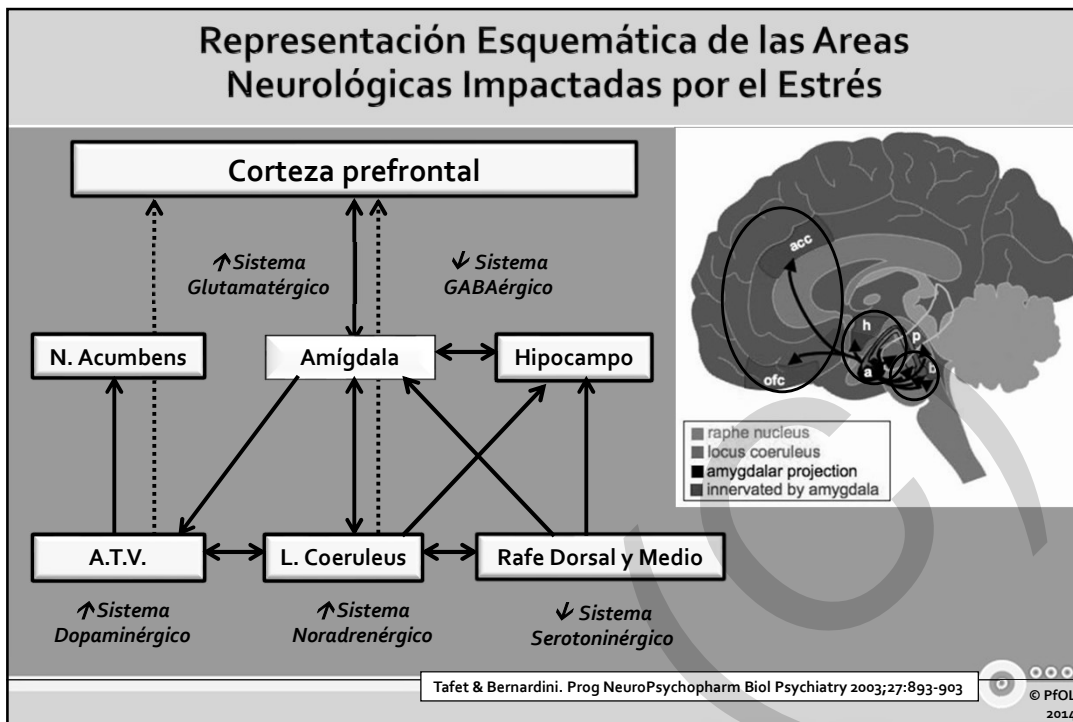 Representación Esquemática de las Areas
Neurológicas Impactadas por el Estrés
Corteza prefrontal
↑ Sistema
Glutamatérgico
↓ Sistema
GABAérgico
N. Acumbens
Amígdala
Hipocampo
A.T.V.
L. Coeruleus
Rafe Dorsal y Medio
↑ Sistema
Dopaminérgico
↑ Sistema
Noradrenérgico
↓ Sistema
Serotoninérgico
acc
h
p
a
b
ofc
raphe nucleus
locus coeruleus
amygdalar projection
innervated by amygdala
Tafet & Bernardini. Prog NeuroPsychopharm Biol Psychiatry 2003;27:893-903
© PfOL
2014